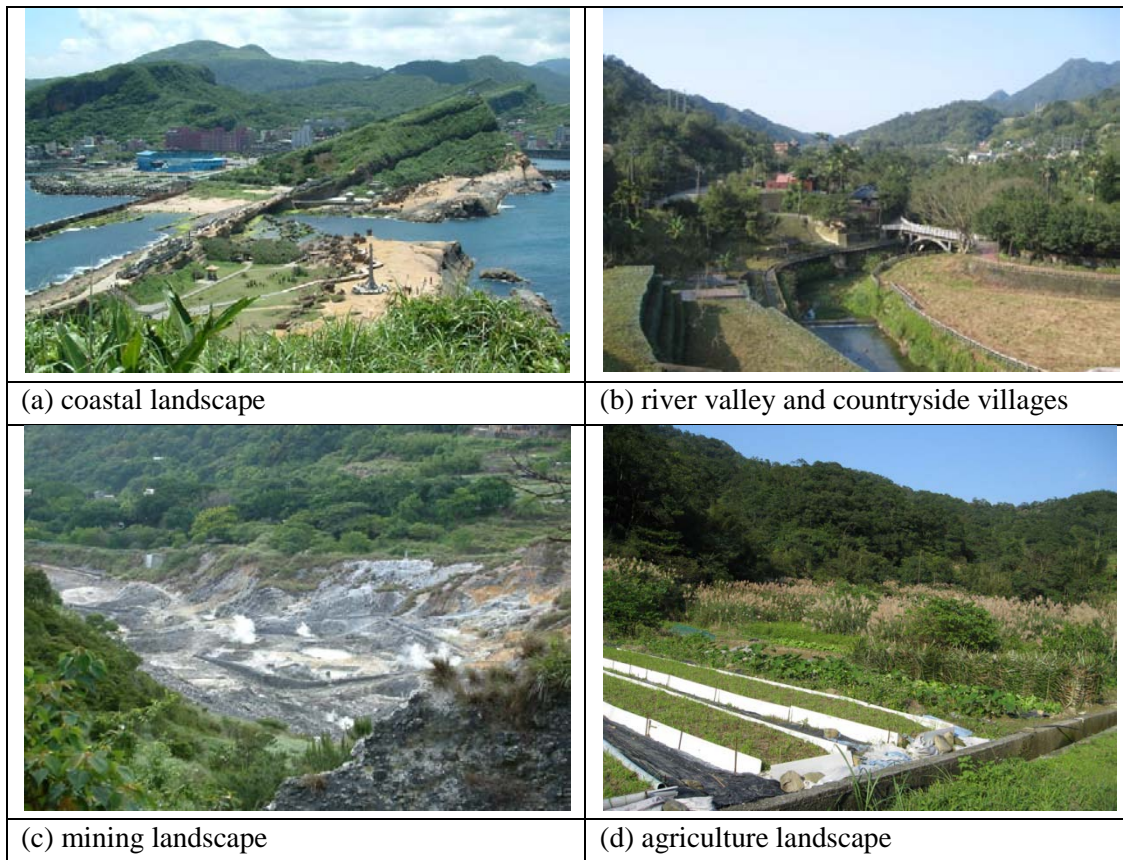 (a) coastal landscape
(b) river valley and countryside villages
(c) mining landscape
(d) agriculture landscape